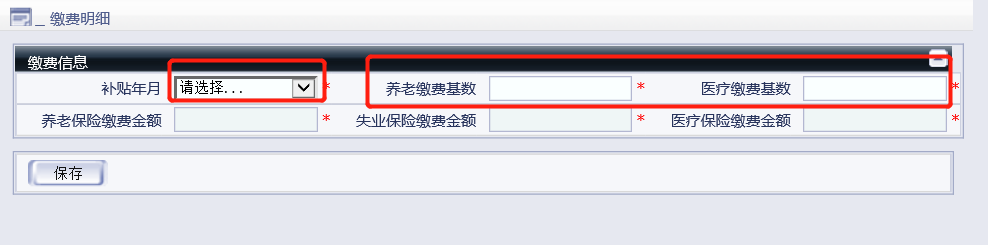 _ 缴费明细
缴费信息
补贴年月 请选择... * 养老缴费基数 * 医疗缴费基数 *
养老保险缴费金额 * 失业保险缴费金额 * 医疗保险缴费金额 *
保存